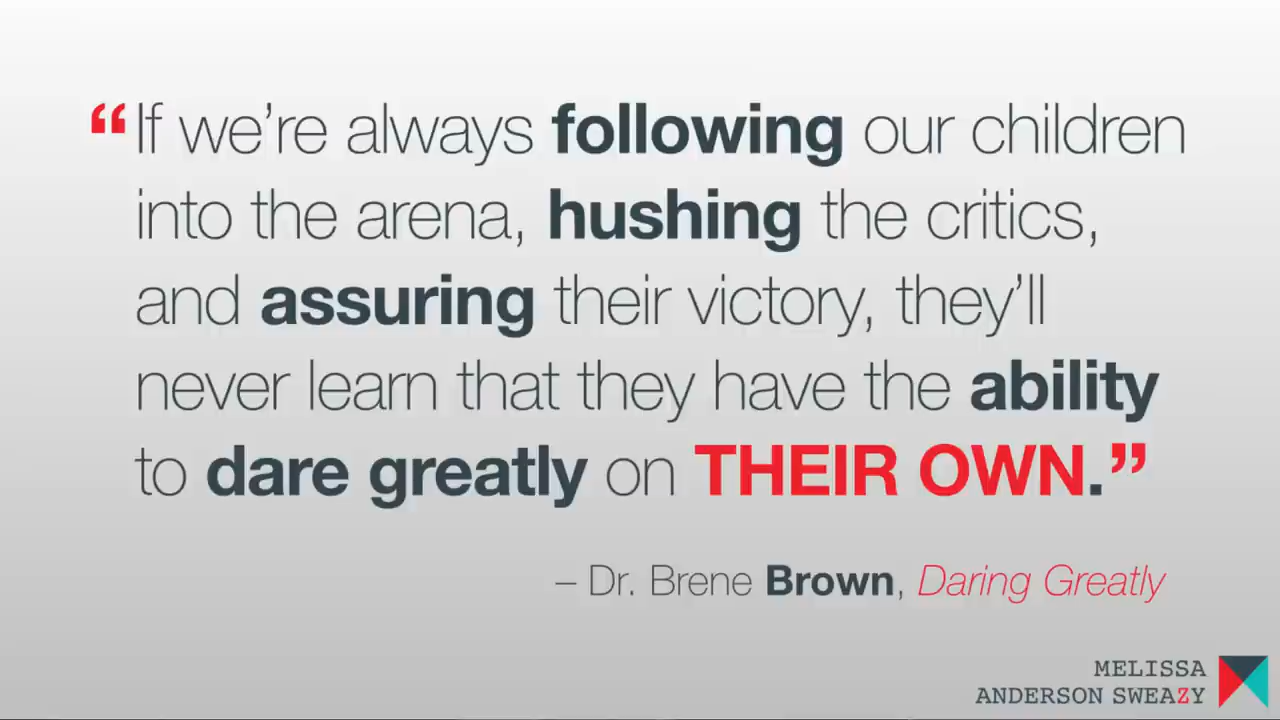 “If we’re always following our children
into the arena, hushing the critics,
and assuring their victory, they’ll
never learn that they have the ability
to dare greatly on THEIR OWN.”
– Dr. Brene Brown, Daring Greatly
MELISSA
ANDERSON SWEAZY